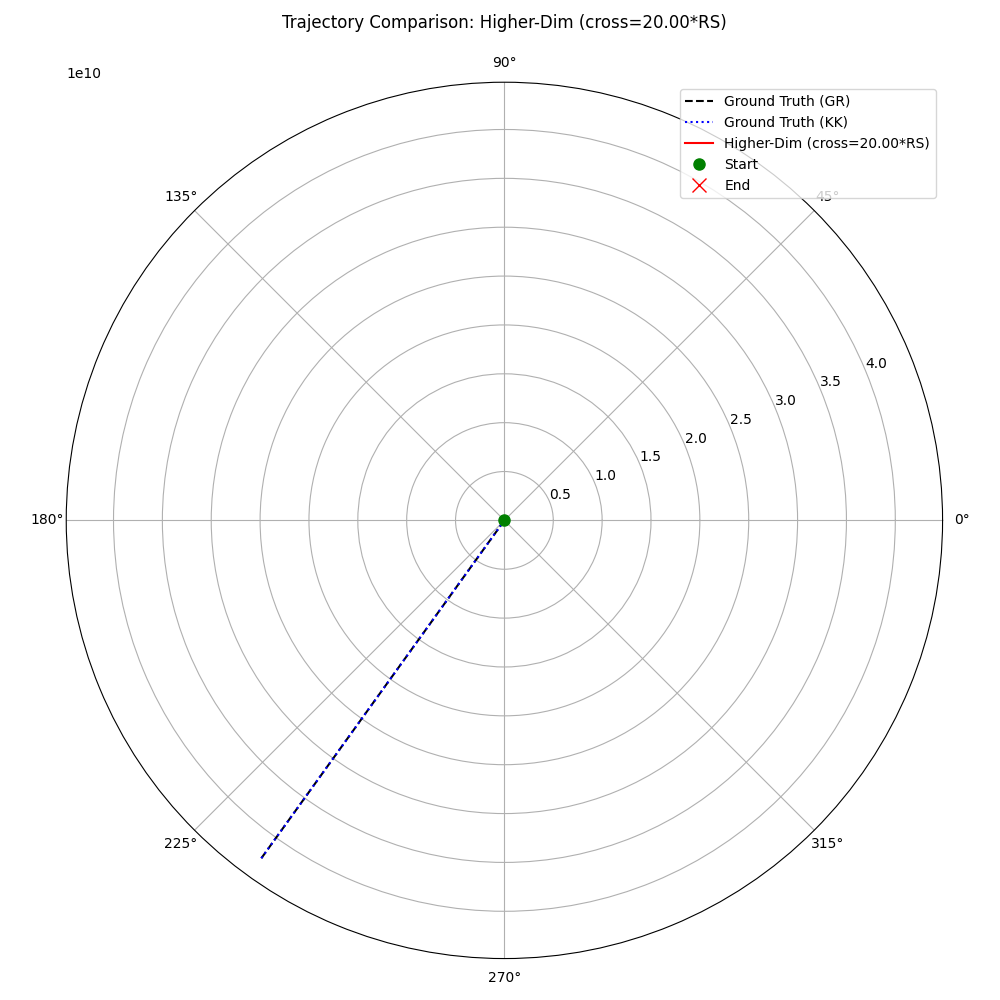 Trajectory Comparison: Higher-Dim (cross=20.00*RS)
90°
1e10
Ground Truth (GR)
Ground Truth (KK)
Higher-Dim (cross=20.00*RS)
Start
End
135°
45°
4.0
3.5
3.0
2.5
2.0
1.5
1.0
0.5
180°
0°
225°
315°
270°